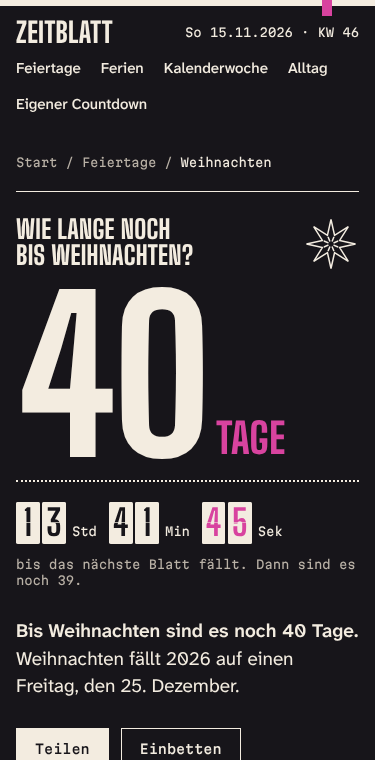 ZEITBLATT
So 15.11.2026 · KW 46
Feiertage Ferien Kalenderwoche Alltag
Eigener Countdown
Start / Feiertage / Weihnachten
WIE LANGE NOCH
BIS WEIHNACHTEN?
40 TAGE
13 Std 41 Min 45 Sek
bis das nächste Blatt fällt. Dann sind es
noch 39.
Bis Weihnachten sind es noch 40 Tage.
Weihnachten fällt 2026 auf einen
Freitag, den 25. Dezember.
Teilen Einbetten